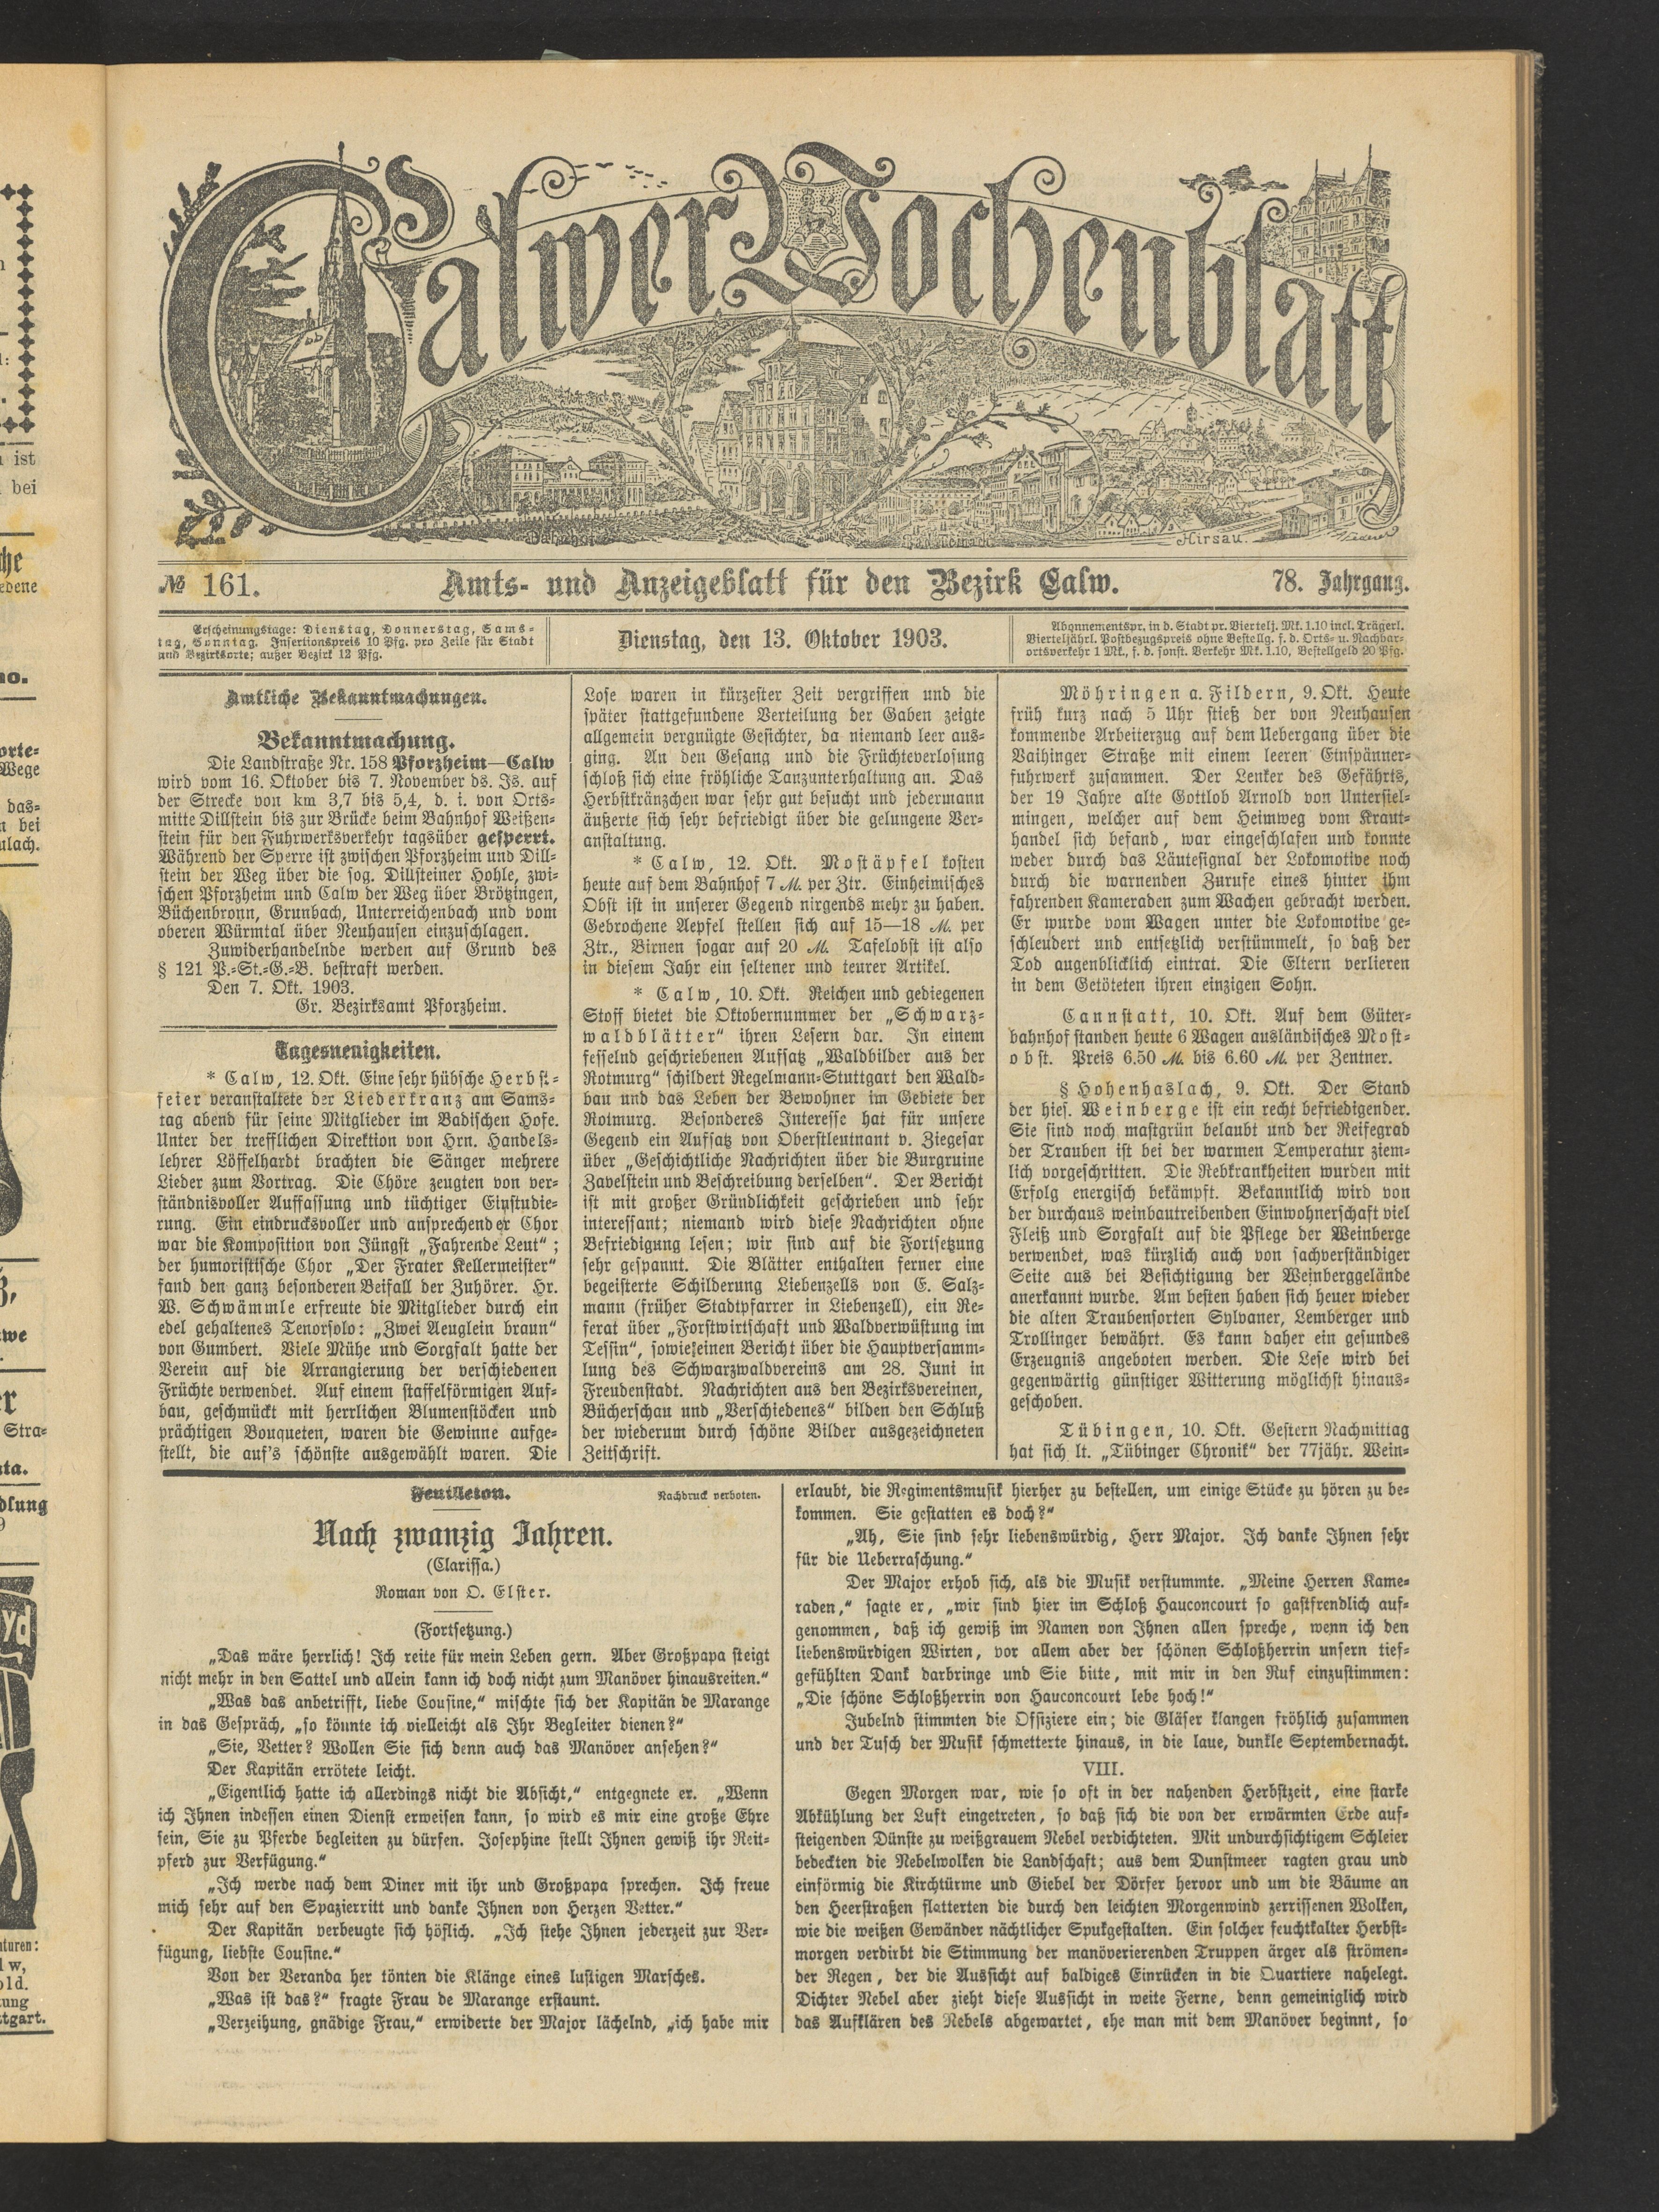 Calwer Wochenblatt
Bahnhof
Hirsau.
№ 161.
Amts- und Anzeigeblatt für den Bezirk Calw.
78. Jahrgang.
Erscheinungstage: Dienstag, Donnerstag, Sams-
tag, Sonntag. Insertionspreis 10 Pfg. pro Zeile für Stadt
und Bezirksorte; außer Bezirk 12 Pfg.
Dienstag, den 13. Oktober 1903.
Abonnementspr. in d. Stadt pr. Viertelj. Mk. 1.10 incl. Trägerl.
Vierteljährl. Postbezugspreis ohne Bestellg. f. d. Orts- u. Nachbar-
ortsverkehr 1 Mk., f. d. sonst. Verkehr Mk. 1.10, Bestellgeld 20 Pfg.
Amtliche Bekanntmachungen.
Bekanntmachung.
Die Landstraße Nr. 158 Pforzheim—Calw
wird vom 16. Oktober bis 7. November ds. Js. auf
der Strecke von km 3,7 bis 5,4, d. i. von Orts-
mitte Dillstein bis zur Brücke beim Bahnhof Weißen-
stein für den Fuhrwerksverkehr tagsüber gesperrt.
Während der Sperre ist zwischen Pforzheim und Dill-
stein der Weg über die sog. Dillsteiner Hohle, zwi-
schen Pforzheim und Calw der Weg über Brötzingen,
Büchenbronn, Grunbach, Unterreichenbach und vom
oberen Würmtal über Neuhausen einzuschlagen.
Zuwiderhandelnde werden auf Grund des
§ 121 P.-St.-G.-B. bestraft werden.
Den 7. Okt. 1903.
Gr. Bezirksamt Pforzheim.
Tagesneuigkeiten.
* Calw, 12. Okt. Eine sehr hübsche Herbst-
feier veranstaltete der Liederkranz am Sams-
tag abend für seine Mitglieder im Badischen Hofe.
Unter der trefflichen Direktion von Hrn. Handels-
lehrer Löffelhardt brachten die Sänger mehrere
Lieder zum Vortrag. Die Chöre zeugten von ver-
ständnisvoller Auffassung und tüchtiger Einstudie-
rung. Ein eindrucksvoller und ansprechender Chor
war die Komposition von Jüngst „Fahrende Leut“;
der humoristische Chor „Der Frater Kellermeister“
fand den ganz besonderen Beifall der Zuhörer. Hr.
W. Schwämmle erfreute die Mitglieder durch ein
edel gehaltenes Tenorsolo: „Zwei Aeuglein braun“
von Gumbert. Viele Mühe und Sorgfalt hatte der
Verein auf die Arrangierung der verschiedenen
Früchte verwendet. Auf einem staffelförmigen Auf-
bau, geschmückt mit herrlichen Blumenstöcken und
prächtigen Bouqueten, waren die Gewinne aufge-
stellt, die auf's schönste ausgewählt waren. Die
Lose waren in kürzester Zeit vergriffen und die
später stattgefundene Verteilung der Gaben zeigte
allgemein vergnügte Gesichter, da niemand leer aus-
ging. An den Gesang und die Früchteverlosung
schloß sich eine fröhliche Tanzunterhaltung an. Das
Herbstkränzchen war sehr gut besucht und jedermann
äußerte sich sehr befriedigt über die gelungene Ver-
anstaltung.
* Calw, 12. Okt. Mostäpfel kosten
heute auf dem Bahnhof 7 M. per Ztr. Einheimisches
Obst ist in unserer Gegend nirgends mehr zu haben.
Gebrochene Aepfel stellen sich auf 15—18 M. per
Ztr., Birnen sogar auf 20 M. Tafelobst ist also
in diesem Jahr ein seltener und teurer Artikel.
* Calw, 10. Okt. Reichen und gediegenen
Stoff bietet die Oktobernummer der „Schwarz-
waldblätter“ ihren Lesern dar. In einem
fesselnd geschriebenen Aufsatz „Waldbilder aus der
Rotmurg“ schildert Regelmann-Stuttgart den Wald-
bau und das Leben der Bewohner im Gebiete der
Rotmurg. Besonderes Interesse hat für unsere
Gegend ein Aufsatz von Oberstleutnant v. Ziegesar
über „Geschichtliche Nachrichten über die Burgruine
Zavelstein und Beschreibung derselben“. Der Bericht
ist mit großer Gründlichkeit geschrieben und sehr
interessant; niemand wird diese Nachrichten ohne
Befriedigung lesen; wir sind auf die Fortsetzung
sehr gespannt. Die Blätter enthalten ferner eine
begeisterte Schilderung Liebenzells von E. Salz-
mann (früher Stadtpfarrer in Liebenzell), ein Re-
ferat über „Forstwirtschaft und Waldverwüstung im
Tessin“, sowie einen Bericht über die Hauptversamm-
lung des Schwarzwaldvereins am 28. Juni in
Freudenstadt. Nachrichten aus den Bezirksvereinen,
Bücherschau und „Verschiedenes“ bilden den Schluß
der wiederum durch schöne Bilder ausgezeichneten
Zeitschrift.
Möhringen a. Fildern, 9. Okt. Heute
früh kurz nach 5 Uhr stieß der von Neuhausen
kommende Arbeiterzug auf dem Uebergang über die
Vaihinger Straße mit einem leeren Einspänner-
fuhrwerk zusammen. Der Lenker des Gefährts,
der 19 Jahre alte Gottlob Arnold von Untersiel-
mingen, welcher auf dem Heimweg vom Kraut-
handel sich befand, war eingeschlafen und konnte
weder durch das Läutesignal der Lokomotive noch
durch die warnenden Zurufe eines hinter ihm
fahrenden Kameraden zum Wachen gebracht werden.
Er wurde vom Wagen unter die Lokomotive ge-
schleudert und entsetzlich verstümmelt, so daß der
Tod augenblicklich eintrat. Die Eltern verlieren
in dem Getöteten ihren einzigen Sohn.
Cannstatt, 10. Okt. Auf dem Güter-
bahnhof standen heute 6 Wagen ausländisches Most-
obst. Preis 6.50 M. bis 6.60 M. per Zentner.
§ Hohenhaslach, 9. Okt. Der Stand
der hies. Weinberge ist ein recht befriedigender.
Sie sind noch mastgrün belaubt und der Reifegrad
der Trauben ist bei der warmen Temperatur ziem-
lich vorgeschritten. Die Rebkrankheiten wurden mit
Erfolg energisch bekämpft. Bekanntlich wird von
der durchaus weinbautreibenden Einwohnerschaft viel
Fleiß und Sorgfalt auf die Pflege der Weinberge
verwendet, was kürzlich auch von sachverständiger
Seite aus bei Besichtigung der Weinberggelände
anerkannt wurde. Am besten haben sich heuer wieder
die alten Traubensorten Sylvaner, Lemberger und
Trollinger bewährt. Es kann daher ein gesundes
Erzeugnis angeboten werden. Die Lese wird bei
gegenwärtig günstiger Witterung möglichst hinaus-
geschoben.
Tübingen, 10. Okt. Gestern Nachmittag
hat sich lt. „Tübinger Chronik“ der 77jähr. Wein-
Feuilleton.
Nachdruck verboten.
Nach zwanzig Jahren.
(Clarissa.)
Roman von O. Elster.
(Fortsetzung.)
„Das wäre herrlich! Ich reite für mein Leben gern. Aber Großpapa steigt
nicht mehr in den Sattel und allein kann ich doch nicht zum Manöver hinausreiten.“
„Was das anbetrifft, liebe Cousine,“ mischte sich der Kapitän de Marange
in das Gespräch, „so könnte ich vielleicht als Ihr Begleiter dienen?“
„Sie, Vetter? Wollen Sie sich denn auch das Manöver ansehen?“
Der Kapitän errötete leicht.
„Eigentlich hatte ich allerdings nicht die Absicht,“ entgegnete er. „Wenn
ich Ihnen indessen einen Dienst erweisen kann, so wird es mir eine große Ehre
sein, Sie zu Pferde begleiten zu dürfen. Josephine stellt Ihnen gewiß ihr Reit-
pferd zur Verfügung.“
„Ich werde nach dem Diner mit ihr und Großpapa sprechen. Ich freue
mich sehr auf den Spazierritt und danke Ihnen von Herzen Vetter.“
Der Kapitän verbeugte sich höflich. „Ich stehe Ihnen jederzeit zur Ver-
fügung, liebste Cousine.“
Von der Veranda her tönten die Klänge eines lustigen Marsches.
„Was ist das?“ fragte Frau de Marange erstaunt.
„Verzeihung, gnädige Frau,“ erwiderte der Major lächelnd, „ich habe mir
erlaubt, die Regimentsmusik hierher zu bestellen, um einige Stücke zu hören zu be-
kommen. Sie gestatten es doch?“
„Ah, Sie sind sehr liebenswürdig, Herr Major. Ich danke Ihnen sehr
für die Ueberraschung.“
Der Major erhob sich, als die Musik verstummte. „Meine Herren Kame-
raden,“ sagte er, „wir sind hier im Schloß Hauconcourt so gastfrendlich auf-
genommen, daß ich gewiß im Namen von Ihnen allen spreche, wenn ich den
liebenswürdigen Wirten, vor allem aber der schönen Schloßherrin unsern tief-
gefühlten Dank darbringe und Sie bitte, mit mir in den Ruf einzustimmen:
„Die schöne Schloßherrin von Hauconcourt lebe hoch!“
Jubelnd stimmten die Offiziere ein; die Gläser klangen fröhlich zusammen
und der Tusch der Musik schmetterte hinaus, in die laue, dunkle Septembernacht.
VIII.
Gegen Morgen war, wie so oft in der nahenden Herbstzeit, eine starke
Abkühlung der Luft eingetreten, so daß sich die von der erwärmten Erde auf-
steigenden Dünste zu weißgrauem Nebel verdichteten. Mit undurchsichtigem Schleier
bedeckten die Nebelwolken die Landschaft; aus dem Dunstmeer ragten grau und
einförmig die Kirchtürme und Giebel der Dörfer hervor und um die Bäume an
den Heerstraßen flatterten die durch den leichten Morgenwind zerrissenen Wolken,
wie die weißen Gewänder nächtlicher Spukgestalten. Ein solcher feuchtkalter Herbst-
morgen verdirbt die Stimmung der manöverierenden Truppen ärger als strömen-
der Regen, der die Aussicht auf baldiges Einrücken in die Quartiere nahelegt.
Dichter Nebel aber zieht diese Aussicht in weite Ferne, denn gemeiniglich wird
das Aufklären des Nebels abgewartet, ehe man mit dem Manöver beginnt, so